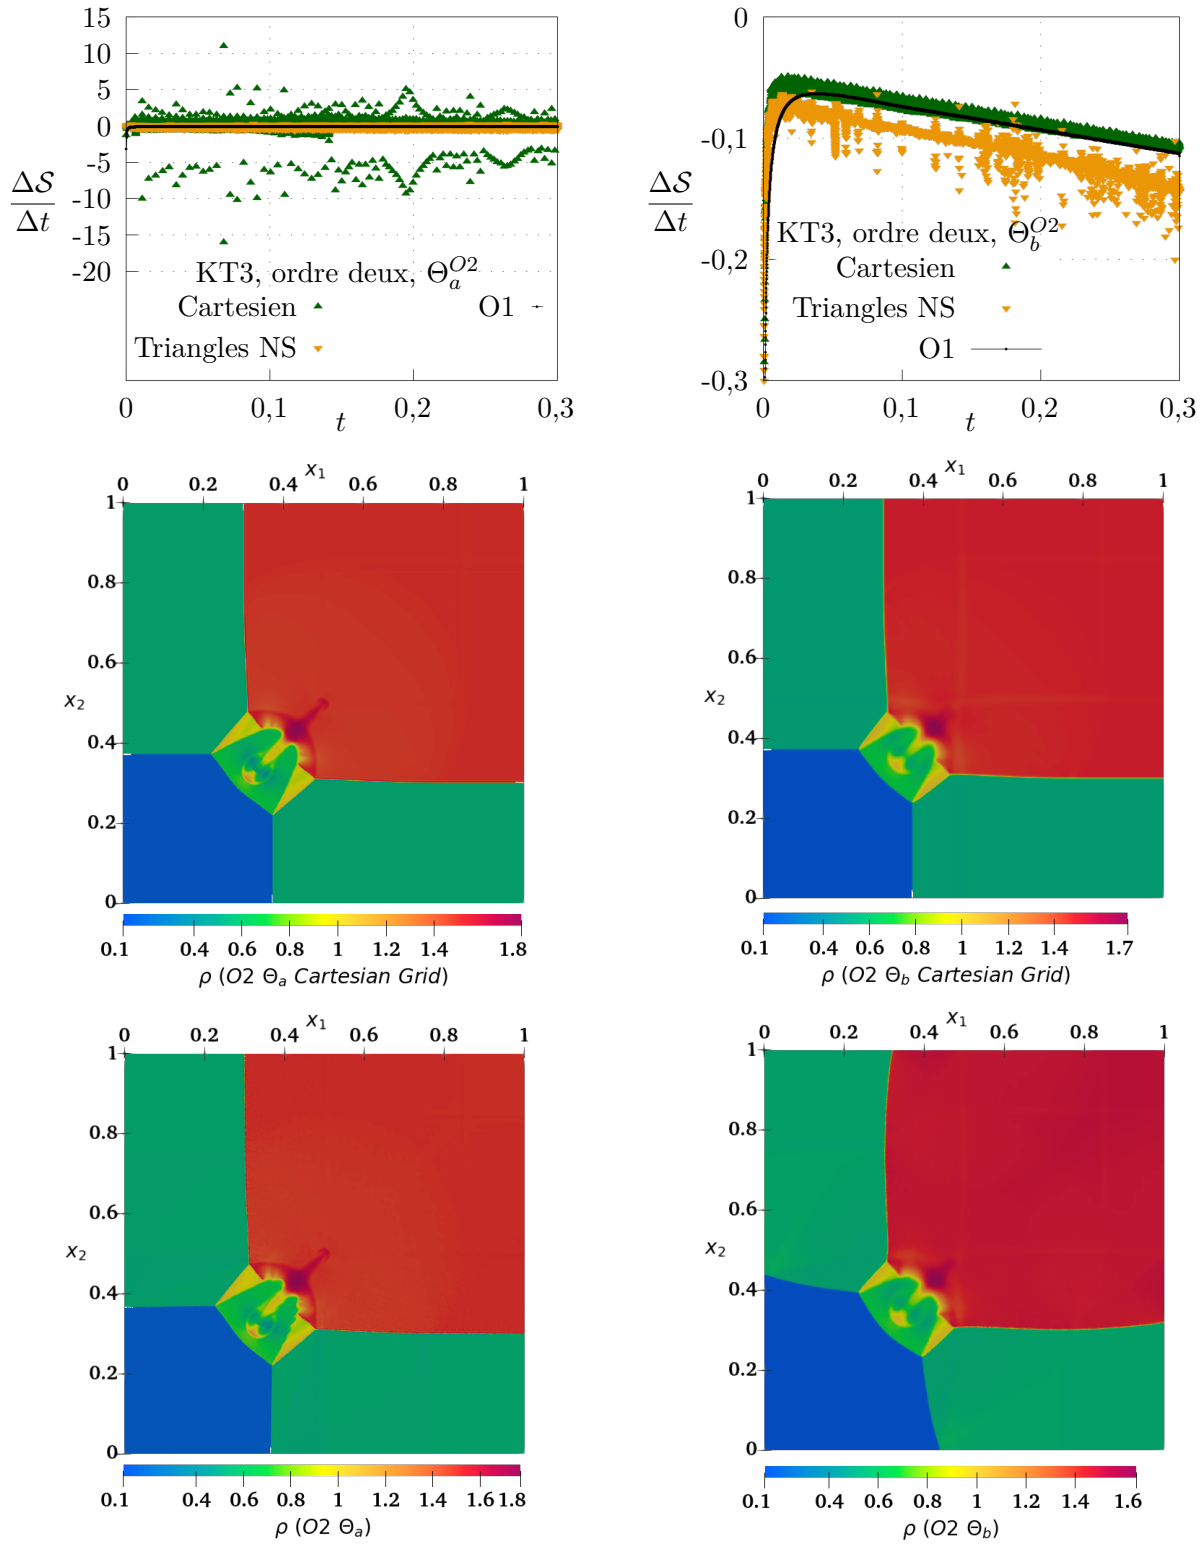 15
10
5
0
-5
-10
-15
-20
ΔS
Δt
KT3, ordre deux, Θ_a^{O2}
Cartesien
O1
Triangles NS
0 0,1 0,2 0,3
t
0
-0,1
-0,2
-0,3
ΔS
Δt
KT3, ordre deux, Θ_b^{O2}
Cartesien
Triangles NS
O1
0 0,1 0,2 0,3
t
x₁
0 0.2 0.4 0.6 0.8 1
1
0.8
0.6
x₂
0.4
0.2
0
0.1 0.4 0.6 0.8 1 1.2 1.4 1.8
ρ (O2 Θₐ Cartesian Grid)
x₁
0 0.2 0.4 0.6 0.8 1
1
0.8
0.6
x₂
0.4
0.2
0
0.1 0.4 0.6 0.8 1 1.2 1.4 1.7
ρ (O2 Θ_b Cartesian Grid)
x₁
0 0.2 0.4 0.6 0.8 1
1
0.8
0.6
x₂
0.4
0.2
0
0.1 0.4 0.6 0.8 1 1.2 1.4 1.6 1.8
ρ (O2 Θₐ)
x₁
0 0.2 0.4 0.6 0.8 1
1
0.8
0.6
x₂
0.4
0.2
0
0.1 0.4 0.6 0.8 1 1.2 1.4 1.6
ρ (O2 Θ_b)